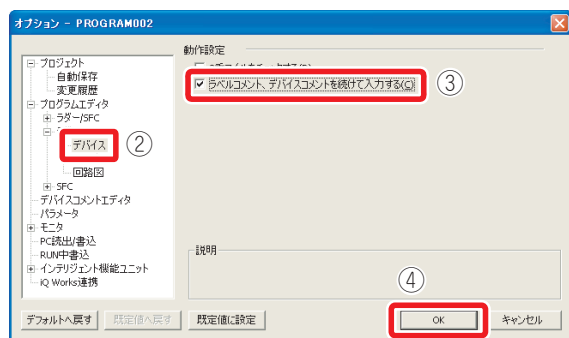 オプション - PROGRAM002
プロジェクト
自動保存
変更履歴
プログラムエディタ
ラダー/SFC
デバイス
②
回路図
SFC
デバイスコメントエディタ
パラメータ
モニタ
PC読出/書込
RUN中書込
インテリジェント機能ユニット
iQ Works連携
動作設定
ラベルコメント、デバイスコメントを続けて入力する(C)
③
説明
④
デフォルトへ戻す
既定値へ戻す
既定値に設定
OK
キャンセル